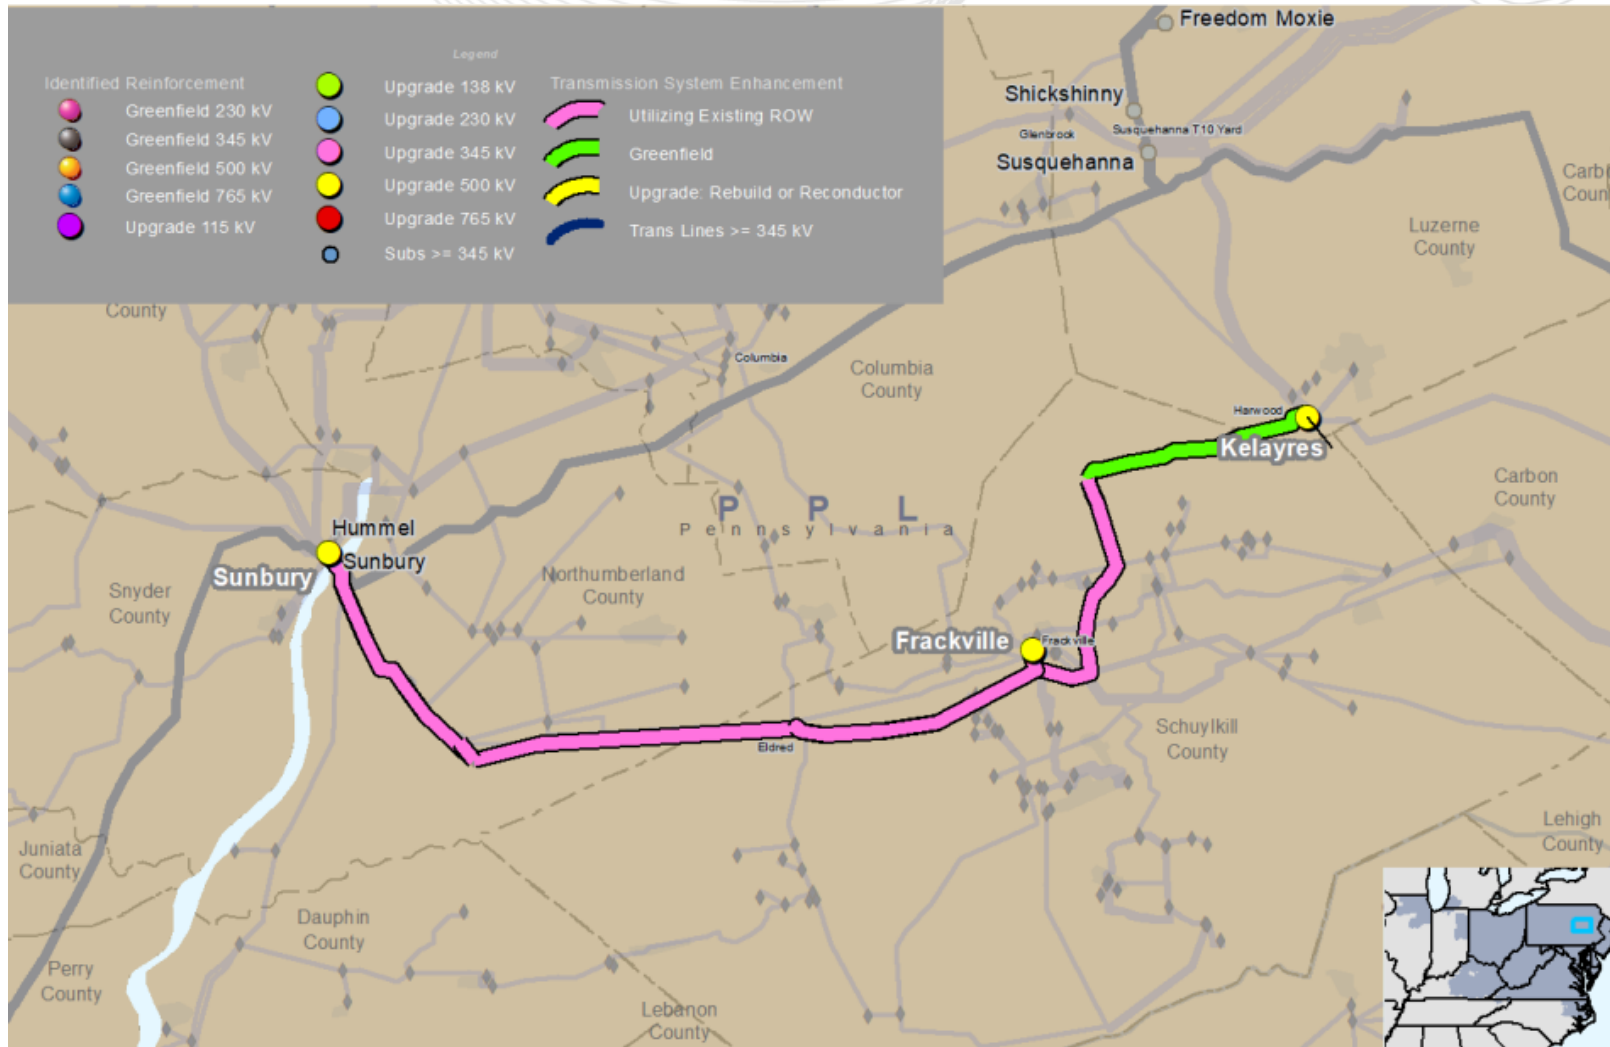 Legend
Identified Reinforcement
Greenfield 230 kV
Greenfield 345 kV
Greenfield 500 kV
Greenfield 765 kV
Upgrade 115 kV
Upgrade 138 kV
Upgrade 230 kV
Upgrade 345 kV
Upgrade 500 kV
Upgrade 765 kV
Subs >= 345 kV
Transmission System Enhancement
Utilizing Existing ROW
Greenfield
Upgrade: Rebuild or Reconductor
Trans Lines >= 345 kV
Freedom Moxie
Shickshinny
Glenbrook
Susquehanna T10 Yard
Susquehanna
Luzerne
County
County
Columbia
Columbia
County
Harwood
Kelayres
Carbon
County
PPL
Pennsylvania
Hummel
Sunbury
Sunbury
Snyder
County
Northumberland
County
Frackville
Frackville
Eldred
Schuylkill
County
Juniata
County
Lehigh
County
Dauphin
County
Perry
County
Lebanon
County